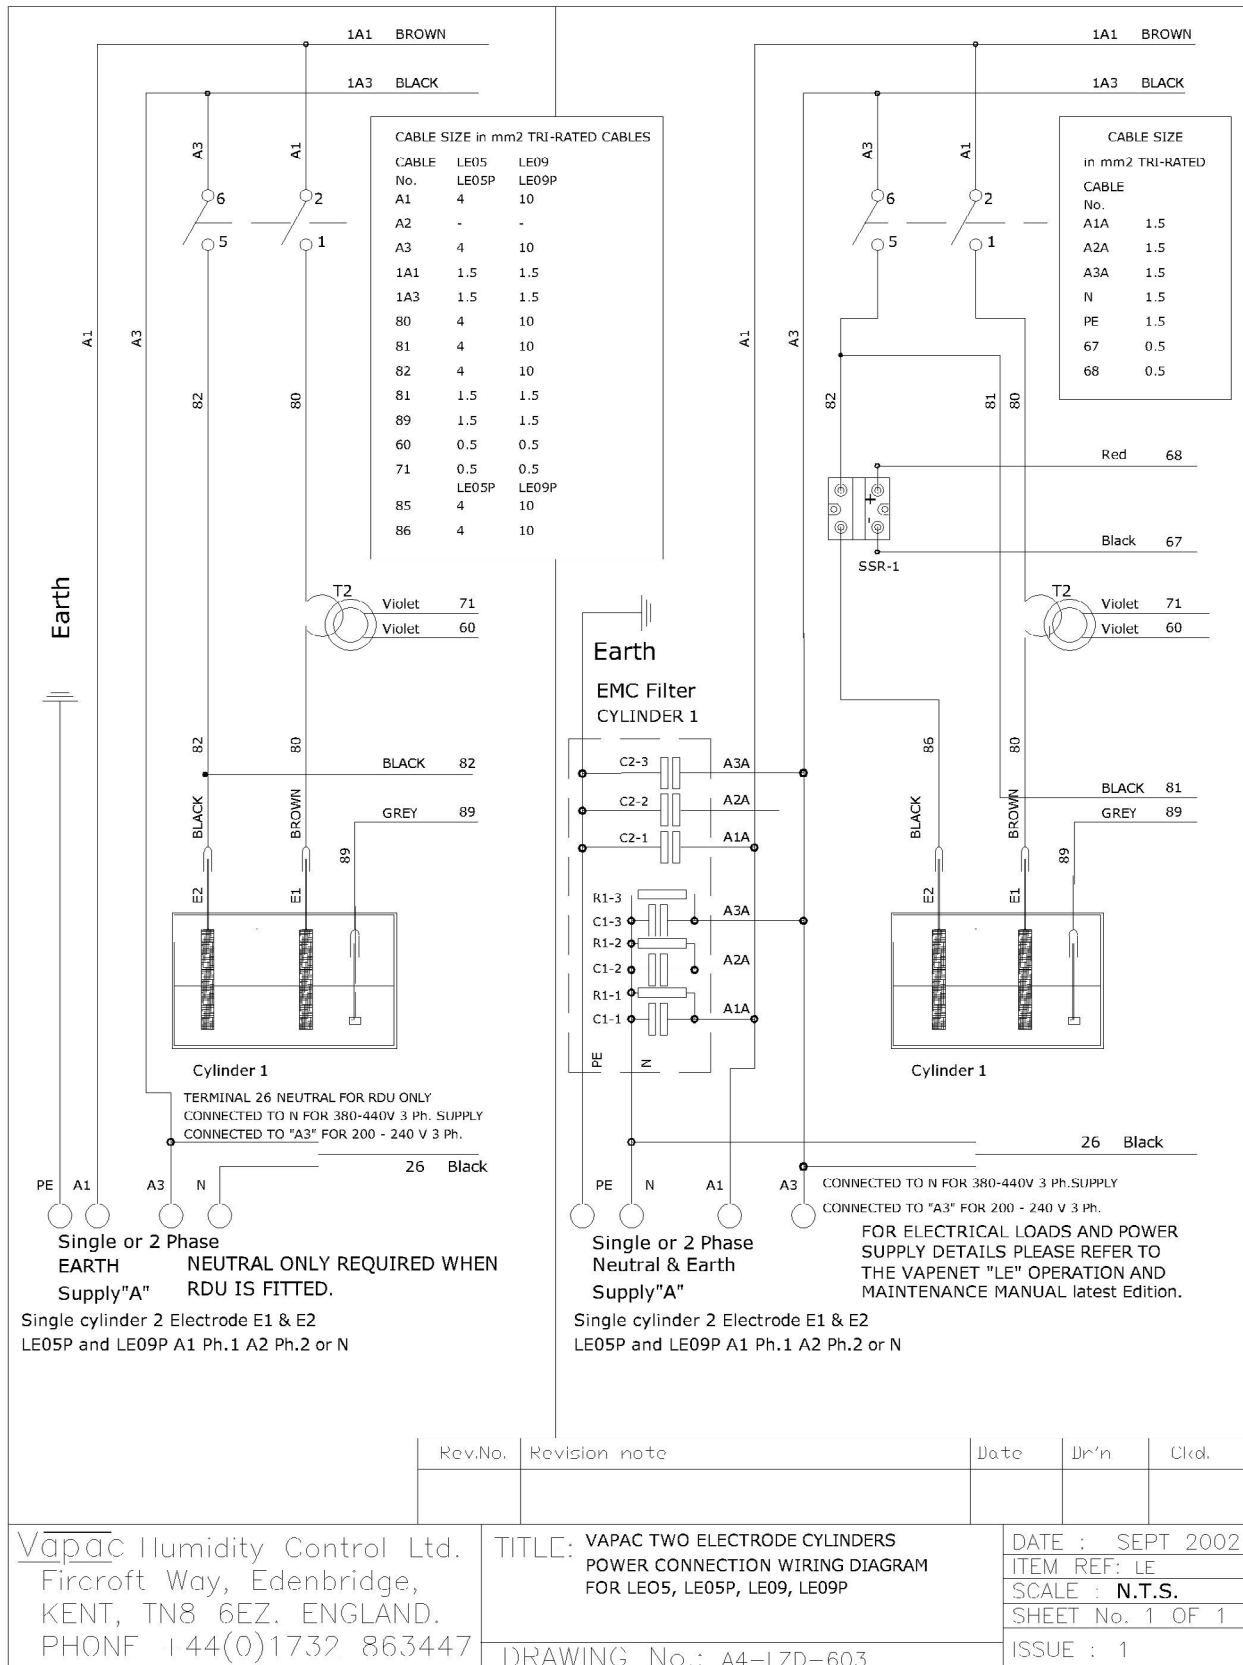 1A1 BROWN
1A3 BLACK
A3
A1
6
2
5
1
A1
A3
82
80
CABLE SIZE in mm2 TRI-RATED CABLES
CABLE LE05 LE09
No. LE05P LE09P
A1 4 10
A2 - -
A3 4 10
1A1 1.5 1.5
1A3 1.5 1.5
80 4 10
81 4 10
82 4 10
81 1.5 1.5
89 1.5 1.5
60 0.5 0.5
71 0.5 0.5
LE05P LE09P
85 4 10
86 4 10
Earth
T2
Violet 71
Violet 60
82
80
BLACK 82
GREY 89
BLACK
BROWN
89
E2
E1
Cylinder 1
TERMINAL 26 NEUTRAL FOR RDU ONLY
CONNECTED TO N FOR 380-440V 3 Ph. SUPPLY
CONNECTED TO "A3" FOR 200 - 240 V 3 Ph.
26 Black
PE A1 A3 N
Single or 2 Phase
EARTH
Supply"A"
NEUTRAL ONLY REQUIRED WHEN
RDU IS FITTED.
Single cylinder 2 Electrode E1 & E2
LE05P and LE09P A1 Ph.1 A2 Ph.2 or N
1A1 BROWN
1A3 BLACK
A3
A1
6
2
5
1
A1
A3
82
81
80
CABLE SIZE
in mm2 TRI-RATED
CABLE
No.
A1A 1.5
A2A 1.5
A3A 1.5
N 1.5
PE 1.5
67 0.5
68 0.5
Red 68
+
-
Black 67
SSR-1
T2
Violet 71
Violet 60
Earth
EMC Filter
CYLINDER 1
C2-3 A3A
C2-2 A2A
C2-1 A1A
R1-3
C1-3 A3A
R1-2
C1-2 A2A
R1-1
C1-1 A1A
PE
N
86
80
BLACK 81
GREY 89
BLACK
BROWN
89
E2
E1
Cylinder 1
26 Black
PE N A1 A3
CONNECTED TO N FOR 380-440V 3 Ph.SUPPLY
CONNECTED TO "A3" FOR 200 - 240 V 3 Ph.
Single or 2 Phase
Neutral & Earth
Supply"A"
FOR ELECTRICAL LOADS AND POWER
SUPPLY DETAILS PLEASE REFER TO
THE VAPENET "LE" OPERATION AND
MAINTENANCE MANUAL latest Edition.
Single cylinder 2 Electrode E1 & E2
LE05P and LE09P A1 Ph.1 A2 Ph.2 or N
Rev.No. Revision note Date Dr'n Ckd.
Vapac Humidity Control Ltd.
Fircroft Way, Edenbridge,
KENT, TN8 6EZ. ENGLAND.
PHONE +44(0)1732 863447
TITLE: VAPAC TWO ELECTRODE CYLINDERS
POWER CONNECTION WIRING DIAGRAM
FOR LEO5, LE05P, LE09, LE09P
DRAWING No.: A4-LZD-603
DATE : SEPT 2002
ITEM REF: LE
SCALE : N.T.S.
SHEET No. 1 OF 1
ISSUE : 1